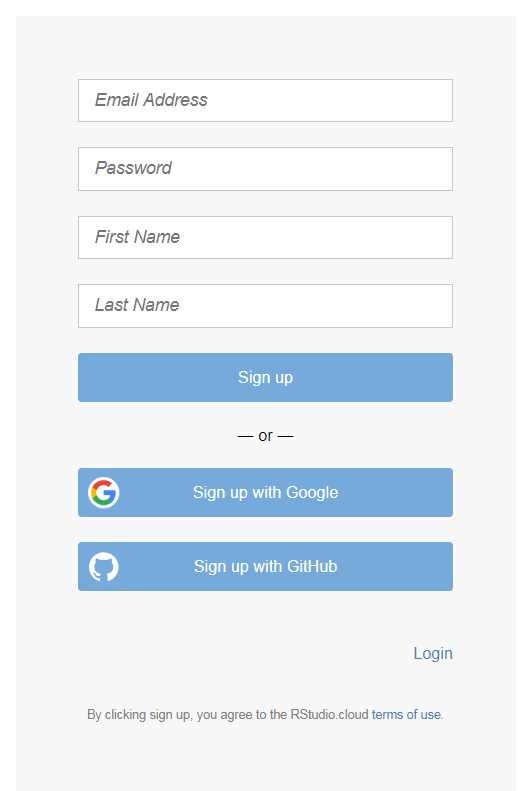 Email Address
Password
First Name
Last Name
Sign up
— or —
Sign up with Google
Sign up with GitHub
Login
By clicking sign up, you agree to the RStudio.cloud terms of use.